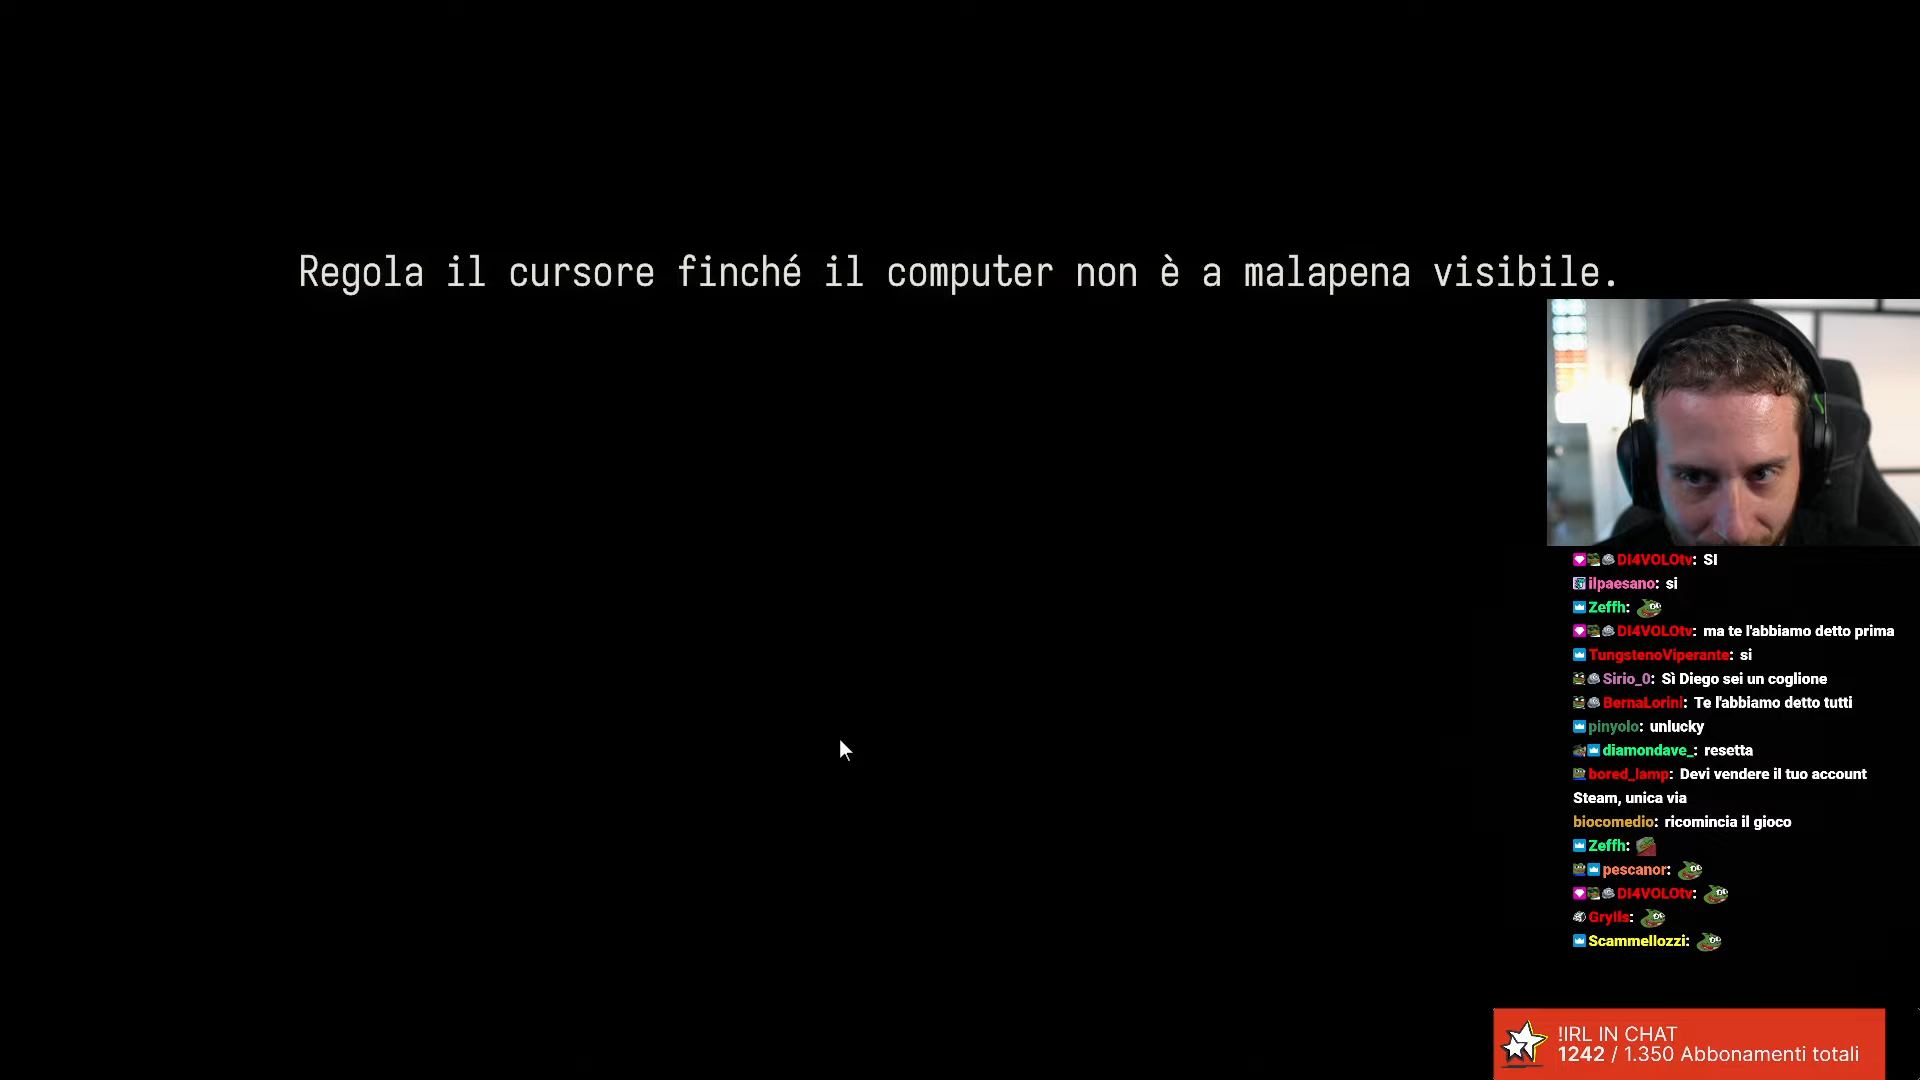 Regola il cursore finché il computer non è a malapena visibile.
DI4VOLOtv: SI
ilpaesano: si
Zeffh:
DI4VOLOtv: ma te l'abbiamo detto prima
TungstenoViperante: si
Sirio_0: Sì Diego sei un coglione
BernaLorini: Te l'abbiamo detto tutti
pinyolo: unlucky
diamondave_: resetta
bored_lamp: Devi vendere il tuo account
Steam, unica via
biocomedio: ricomincia il gioco
Zeffh:
pescanor:
DI4VOLOtv:
Grylls:
Scammellozzi:
!IRL IN CHAT
1242 / 1.350 Abbonamenti totali